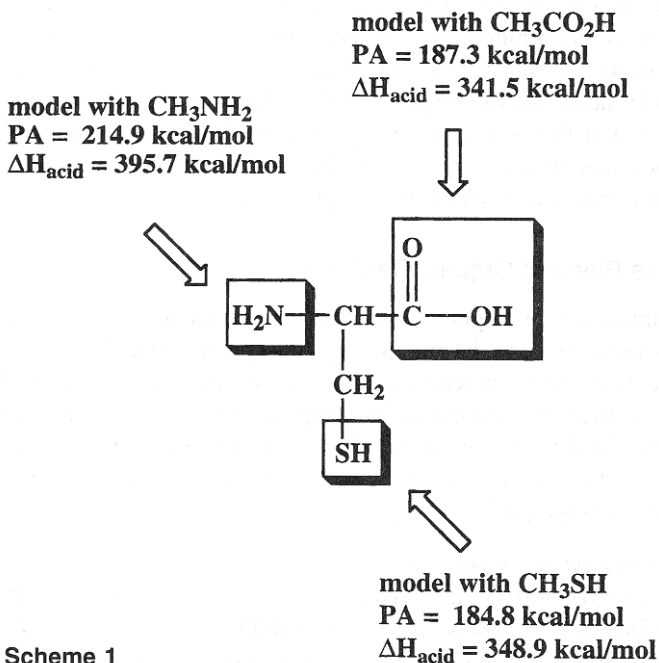 model with CH₃CO₂H
PA = 187.3 kcal/mol
ΔHacid = 341.5 kcal/mol
model with CH₃NH₂
PA = 214.9 kcal/mol
ΔHacid = 395.7 kcal/mol
O
H₂N—CH—C—OH
CH₂
SH
model with CH₃SH
PA = 184.8 kcal/mol
ΔHacid = 348.9 kcal/mol
Scheme 1